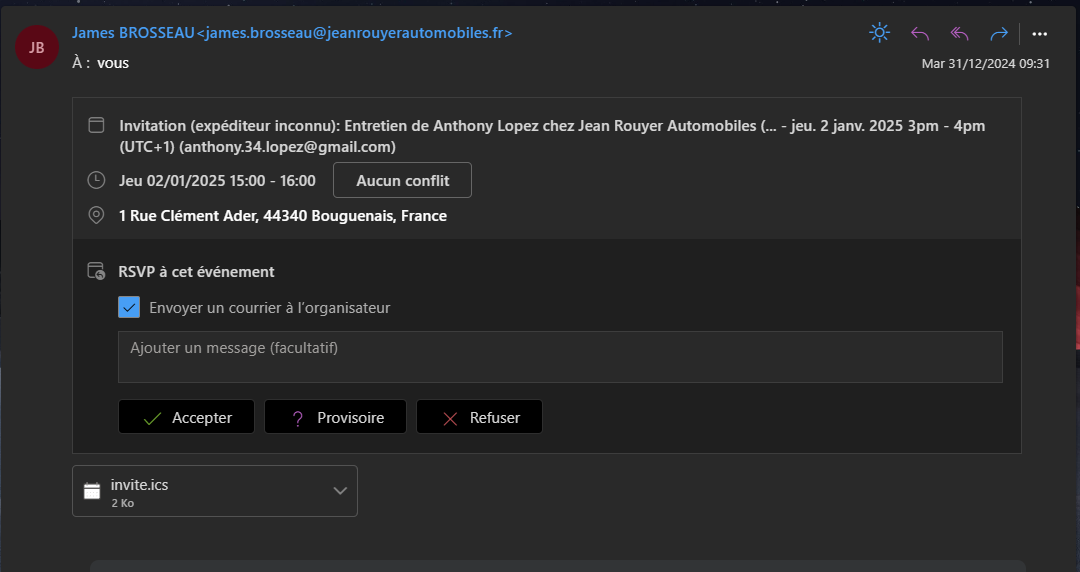 JB
James BROSSEAU<james.brosseau@jeanrouyerautomobiles.fr>
À : vous
Mar 31/12/2024 09:31
Invitation (expéditeur inconnu): Entretien de Anthony Lopez chez Jean Rouyer Automobiles (... - jeu. 2 janv. 2025 3pm - 4pm
(UTC+1) (anthony.34.lopez@gmail.com)
Jeu 02/01/2025 15:00 - 16:00 Aucun conflit
1 Rue Clément Ader, 44340 Bouguenais, France
RSVP à cet événement
Envoyer un courrier à l'organisateur
Ajouter un message (facultatif)
Accepter ? Provisoire Refuser
invite.ics
2 Ko